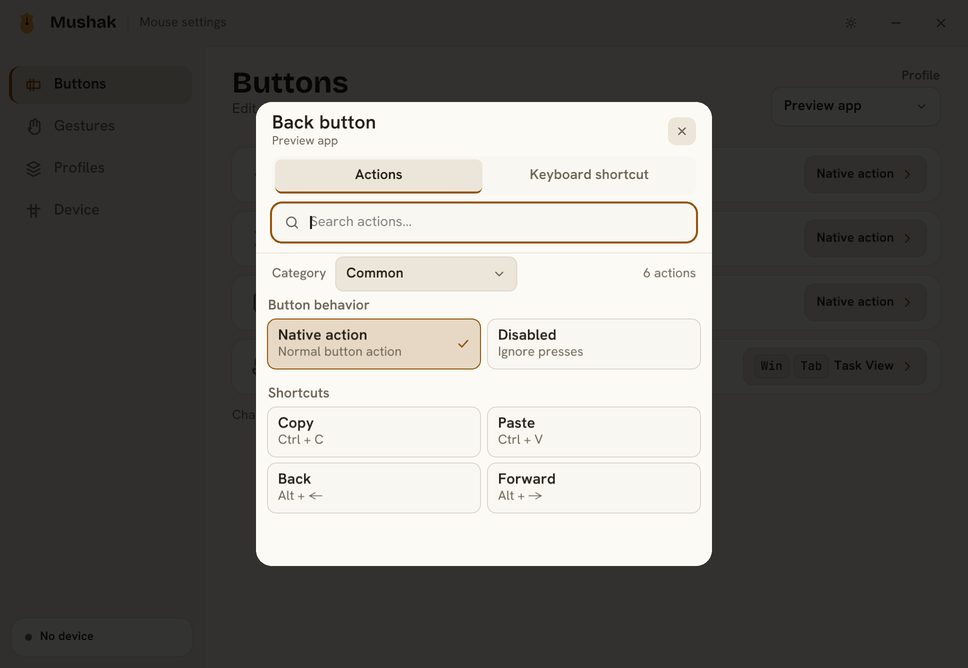 Mushak
Mouse settings
Buttons
Gestures
Profiles
Device
No device
Buttons
Edit
Profile
Preview app
Native action
Native action
Native action
Win Tab Task View
Cha
Back button
Preview app
Actions
Keyboard shortcut
Search actions...
Category
Common
6 actions
Button behavior
Native action
Normal button action
Disabled
Ignore presses
Shortcuts
Copy
Ctrl + C
Paste
Ctrl + V
Back
Alt + ←
Forward
Alt + →